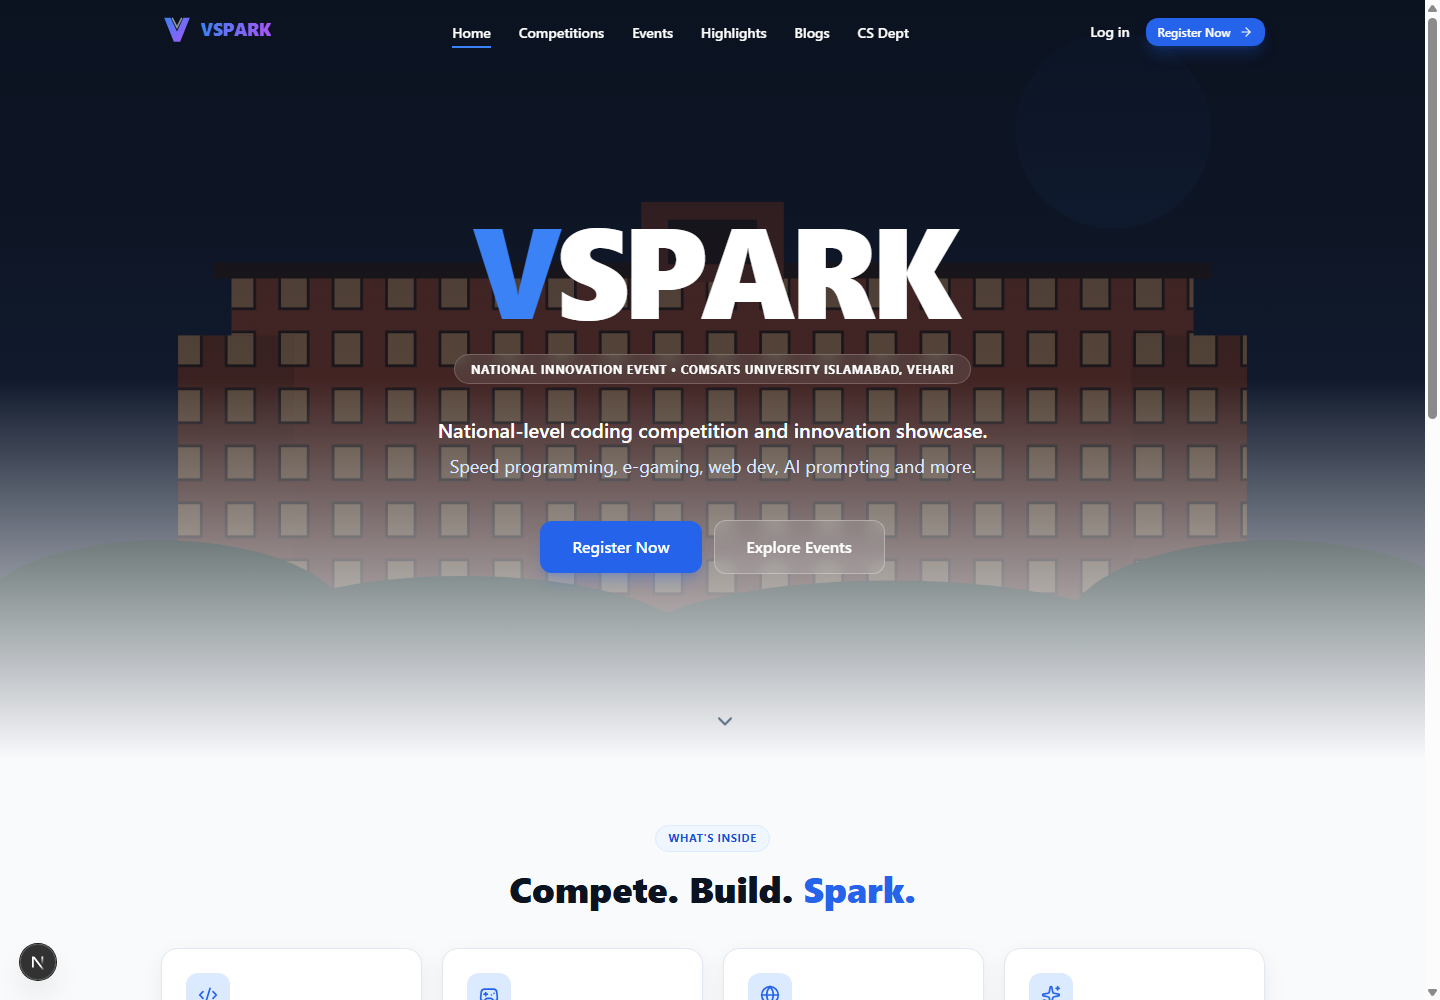 VSPARK
Home Competitions Events Highlights Blogs CS Dept
Log in
Register Now
VSPARK
NATIONAL INNOVATION EVENT • COMSATS UNIVERSITY ISLAMABAD, VEHARI
National-level coding competition and innovation showcase.
Speed programming, e-gaming, web dev, AI prompting and more.
Register Now
Explore Events
WHAT'S INSIDE
Compete. Build. Spark.
N